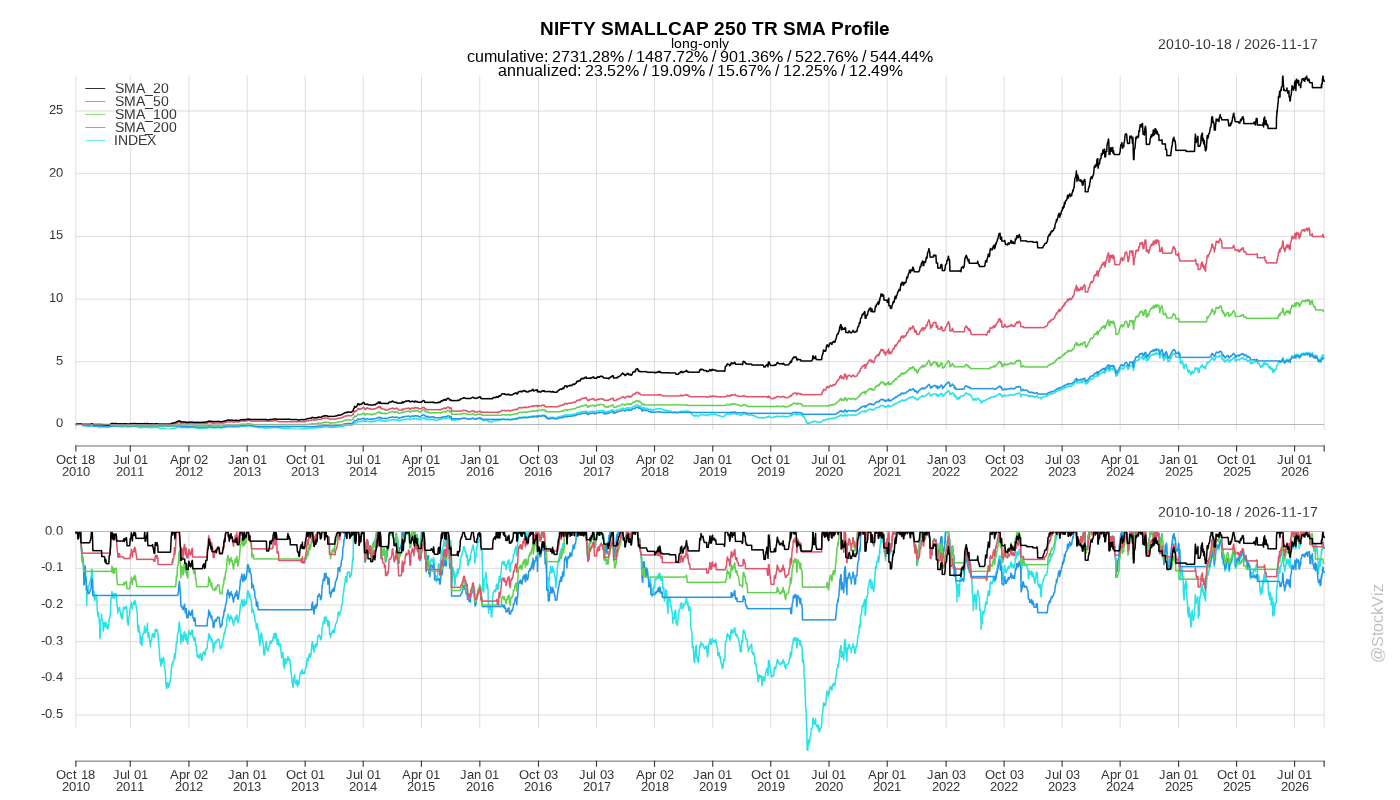 NIFTY SMALLCAP 250 TR SMA Profile
long-only
cumulative: 2731.28% / 1487.72% / 901.36% / 522.76% / 544.44%
annualized: 23.52% / 19.09% / 15.67% / 12.25% / 12.49%
2010-10-18 / 2026-11-17
SMA_20
SMA_50
SMA_100
SMA_200
INDEX
25
20
15
10
5
0
Oct 18 Jul 01 Apr 02 Jan 01 Oct 01 Jul 01 Apr 01 Jan 01 Oct 03 Jul 03 Apr 02 Jan 01 Oct 01 Jul 01 Apr 01 Jan 03 Oct 03 Jul 03 Apr 01 Jan 01 Oct 01 Jul 01
2010 2011 2012 2013 2013 2014 2015 2016 2016 2017 2018 2019 2019 2020 2021 2022 2022 2023 2024 2025 2025 2026
2010-10-18 / 2026-11-17
0.0
-0.1
-0.2
-0.3
-0.4
-0.5
Oct 18 Jul 01 Apr 02 Jan 01 Oct 01 Jul 01 Apr 01 Jan 01 Oct 03 Jul 03 Apr 02 Jan 01 Oct 01 Jul 01 Apr 01 Jan 03 Oct 03 Jul 03 Apr 01 Jan 01 Oct 01 Jul 01
2010 2011 2012 2013 2013 2014 2015 2016 2016 2017 2018 2019 2019 2020 2021 2022 2022 2023 2024 2025 2025 2026
@StockViz